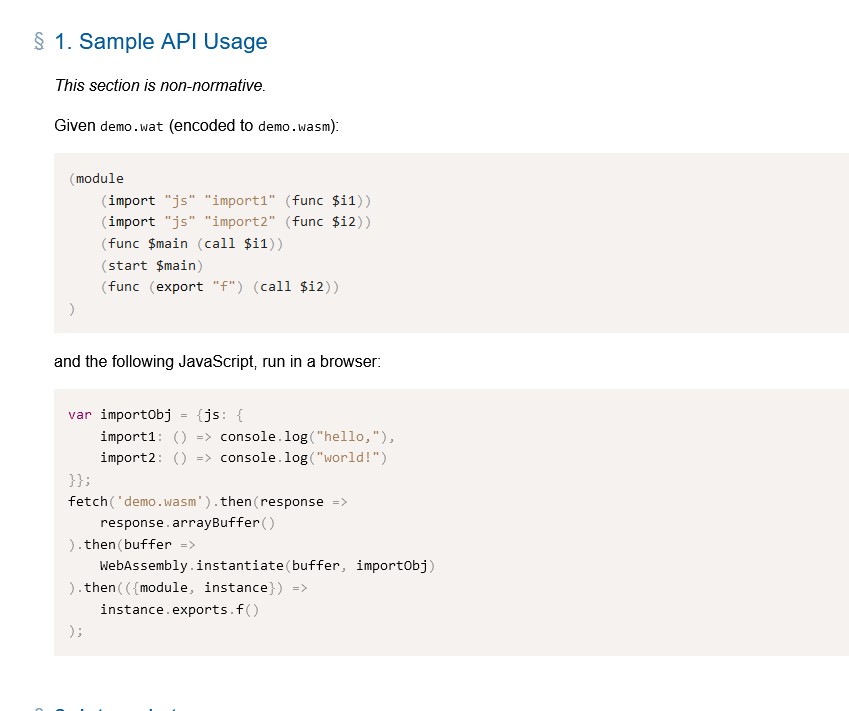 § 1. Sample API Usage
This section is non-normative.
Given demo.wat (encoded to demo.wasm):
(module
    (import "js" "import1" (func $i1))
    (import "js" "import2" (func $i2))
    (func $main (call $i1))
    (start $main)
    (func (export "f") (call $i2))
)
and the following JavaScript, run in a browser:
var importObj = {js: {
    import1: () => console.log("hello,"),
    import2: () => console.log("world!")
}};
fetch('demo.wasm').then(response =>
    response.arrayBuffer()
).then(buffer =>
    WebAssembly.instantiate(buffer, importObj)
).then(({module, instance}) =>
    instance.exports.f()
);